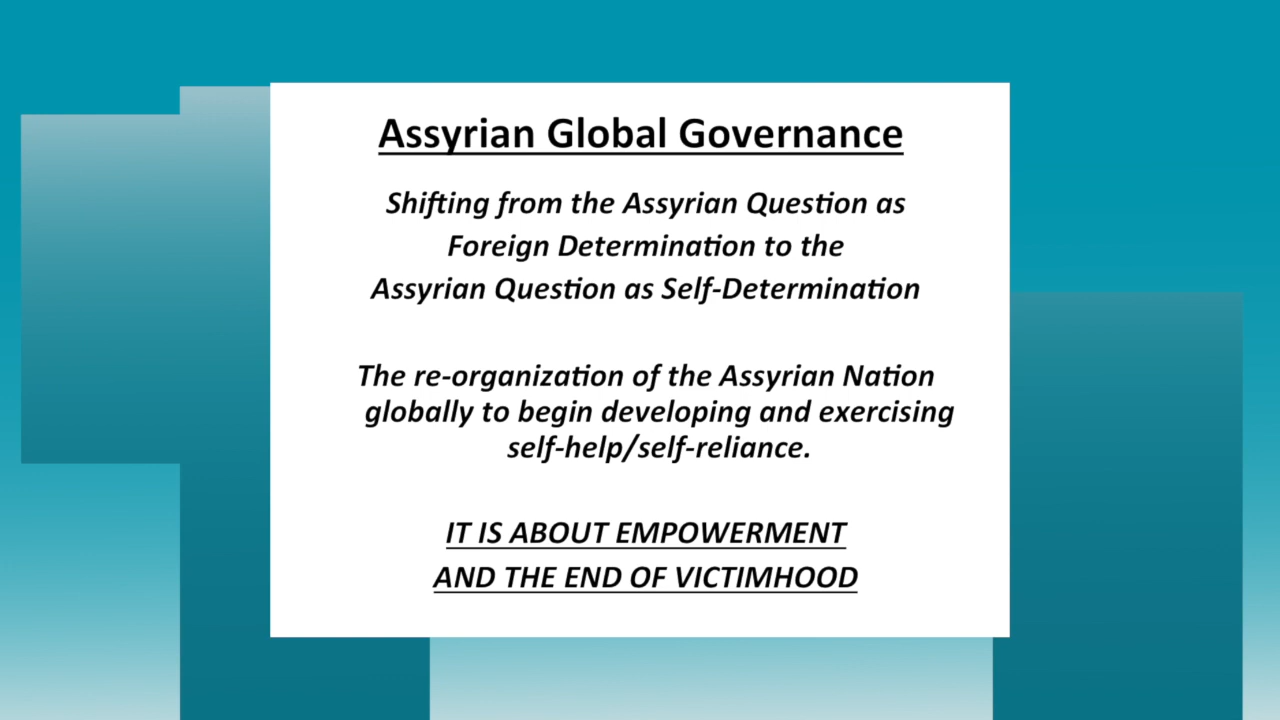 Assyrian Global Governance
Shifting from the Assyrian Question as
Foreign Determination to the
Assyrian Question as Self-Determination
The re-organization of the Assyrian Nation
globally to begin developing and exercising
self-help/self-reliance.
IT IS ABOUT EMPOWERMENT
AND THE END OF VICTIMHOOD